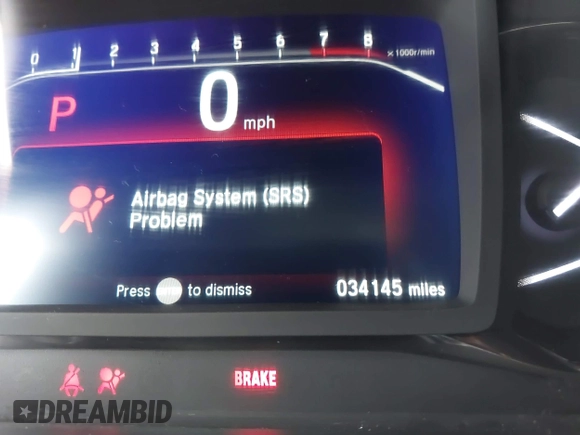 0 1 2 3 4 5 6 7 8 x1000r/min
P 0 mph
Airbag System (SRS)
Problem
Press to dismiss
034145 miles
BRAKE
DREAMBID